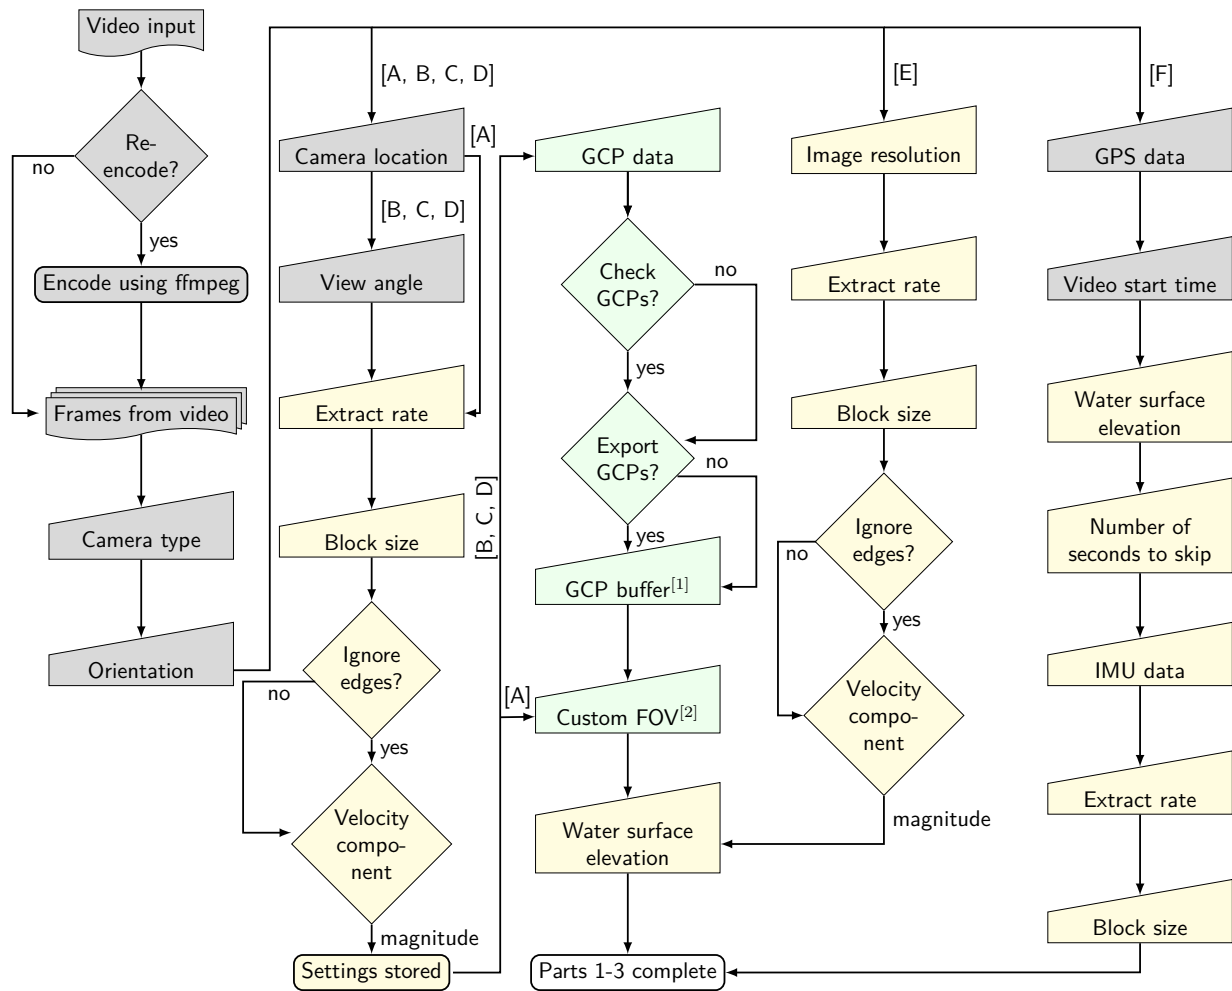 Video input
Re-
encode?
no
yes
Encode using ffmpeg
Frames from video
Camera type
Orientation
[A, B, C, D]
Camera location
[A]
[B, C, D]
View angle
Extract rate
Block size
Ignore
edges?
no
yes
Velocity
compo-
nent
magnitude
Settings stored
[B, C, D]
[A]
GCP data
Check
GCPs?
no
yes
Export
GCPs?
no
yes
GCP buffer[1]
Custom FOV[2]
Water surface
elevation
Parts 1-3 complete
[E]
Image resolution
Extract rate
Block size
Ignore
edges?
no
yes
Velocity
compo-
nent
magnitude
[F]
GPS data
Video start time
Water surface
elevation
Number of
seconds to skip
IMU data
Extract rate
Block size